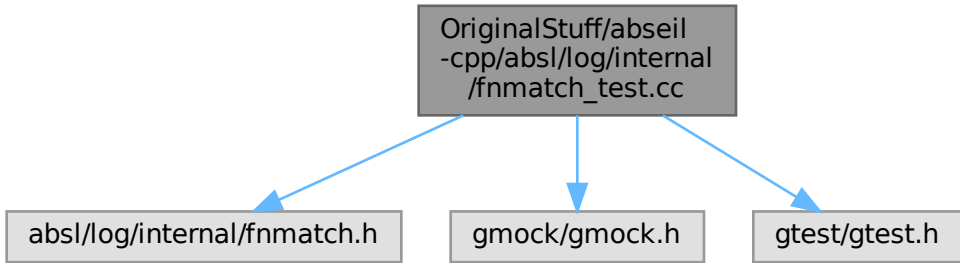 OriginalStuff/abseil
-cpp/absl/log/internal
/fnmatch_test.cc
absl/log/internal/fnmatch.h
gmock/gmock.h
gtest/gtest.h